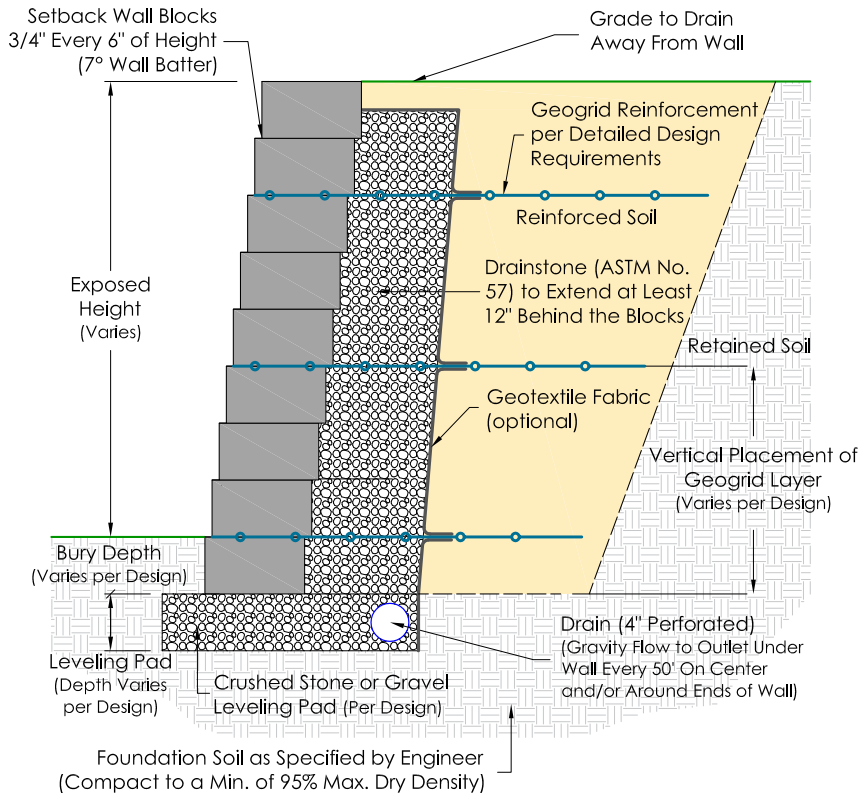 Setback Wall Blocks
3/4" Every 6" of Height
(7° Wall Batter)
Grade to Drain
Away From Wall
Geogrid Reinforcement
per Detailed Design
Requirements
Reinforced Soil
Drainstone (ASTM No.
57) to Extend at Least
12" Behind the Blocks
Exposed
Height
(Varies)
Retained Soil
Geotextile Fabric
(optional)
Vertical Placement of
Geogrid Layer
(Varies per Design)
Bury Depth
(Varies per Design)
Drain (4" Perforated)
(Gravity Flow to Outlet Under
Wall Every 50' On Center
and/or Around Ends of Wall)
Leveling Pad
(Depth Varies
per Design)
Crushed Stone or Gravel
Leveling Pad (Per Design)
Foundation Soil as Specified by Engineer
(Compact to a Min. of 95% Max. Dry Density)